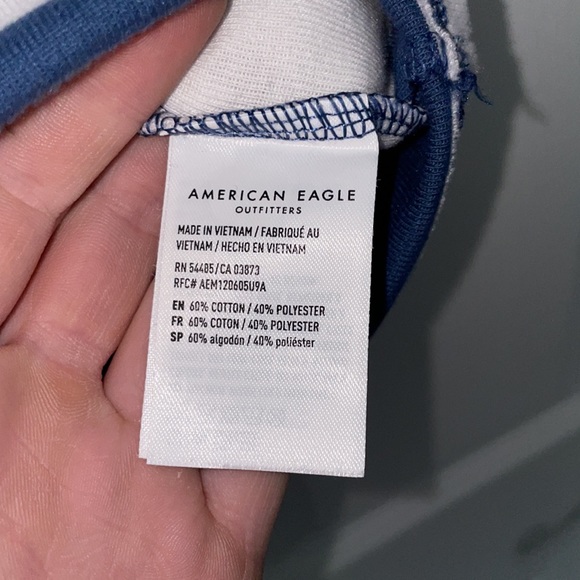 AMERICAN EAGLE
OUTFITTERS
MADE IN VIETNAM / FABRIQUÉ AU
VIETNAM / HECHO EN VIETNAM
RN 54485/CA 03873
RFC# AEM120605U9A
EN 60% COTTON / 40% POLYESTER
FR 60% COTON / 40% POLYESTER
SP 60% algodón / 40% poliéster